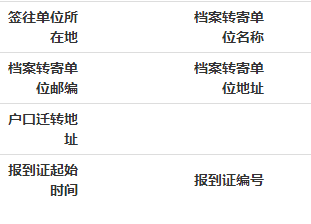 签往单位所
在地
档案转寄单
位名称
档案转寄单
位邮编
档案转寄单
位地址
户口迁转地
址
报到证起始
时间
报到证编号